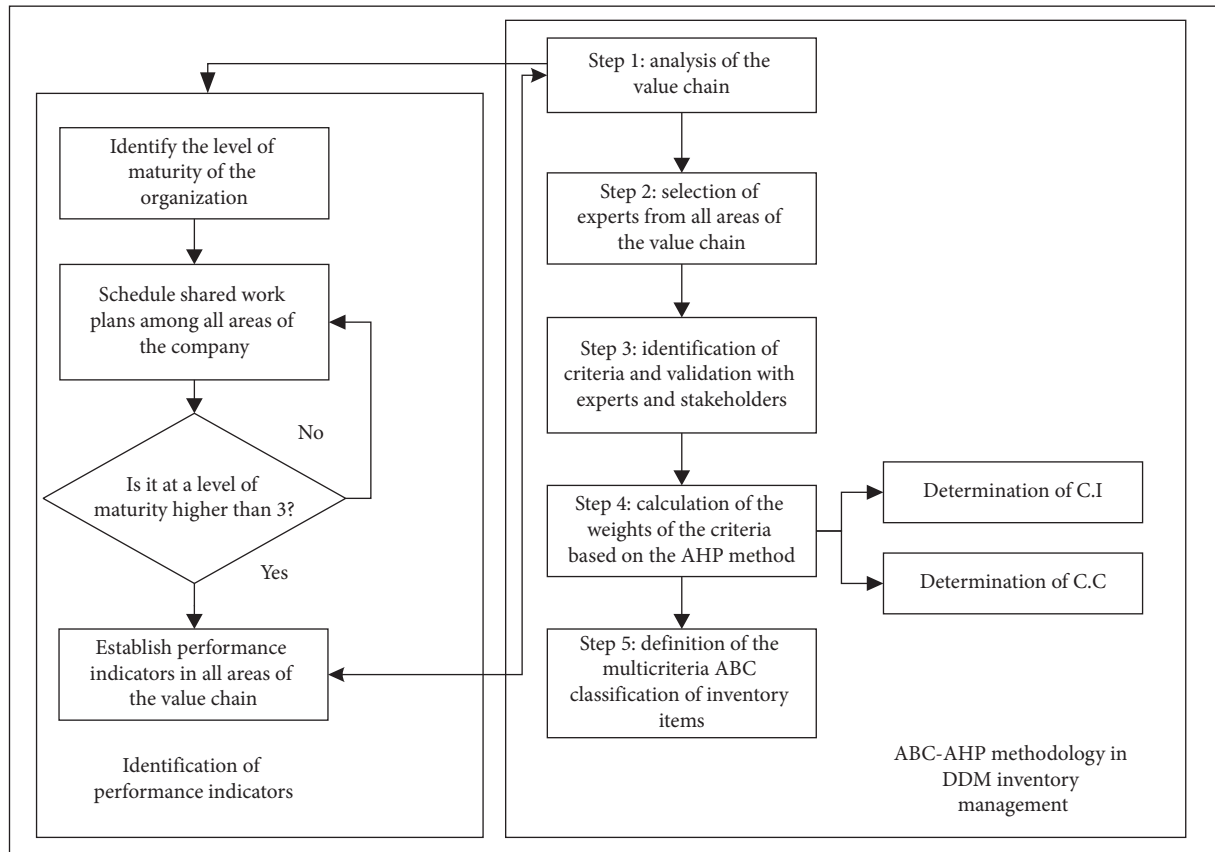 Identify the level of
maturity of the
organization
Schedule shared work
plans among all areas of
the company
No
Is it at a level of
maturity higher than 3?
Yes
Establish performance
indicators in all areas of
the value chain
Identification of
performance indicators
Step 1: analysis of the
value chain
Step 2: selection of
experts from all areas of
the value chain
Step 3: identification of
criteria and validation with
experts and stakeholders
Step 4: calculation of the
weights of the criteria
based on the AHP method
Determination of C.I
Determination of C.C
Step 5: definition of the
multicriteria ABC
classification of inventory
items
ABC-AHP methodology in
DDM inventory
management